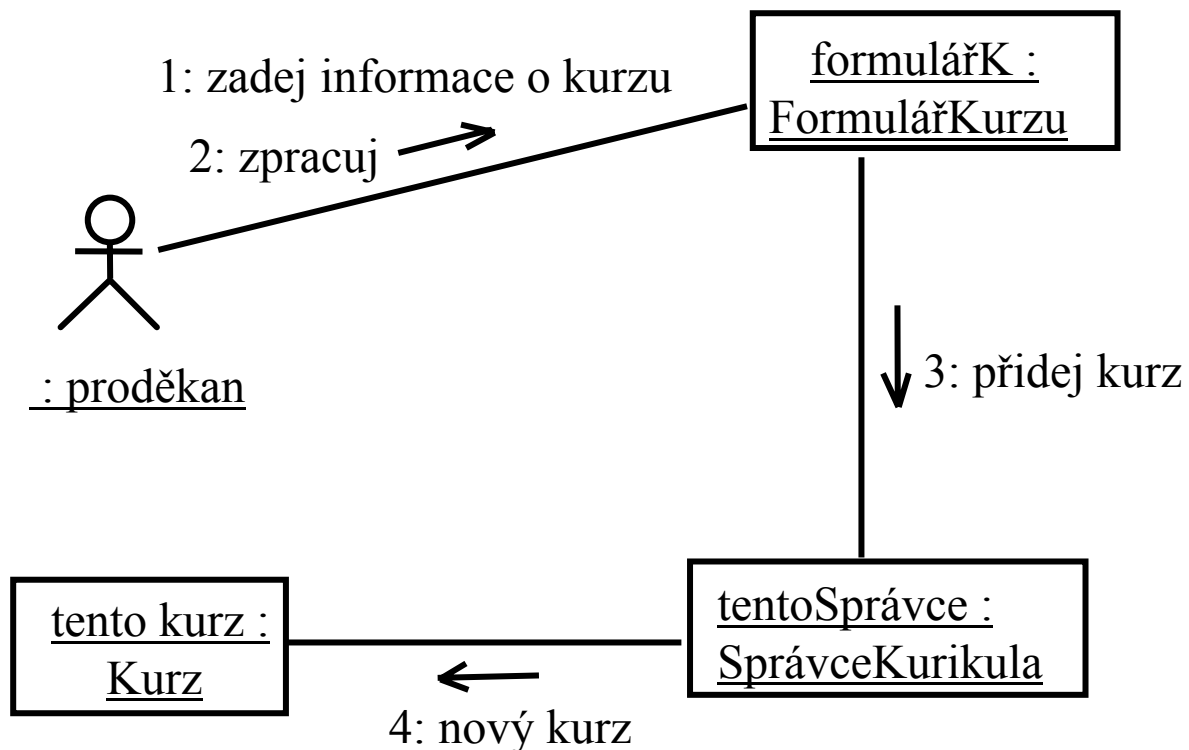 formulářK :
FormulářKurzu
1: zadej informace o kurzu
2: zpracuj
: proděkan
3: přidej kurz
tento kurz :
Kurz
tentoSprávce :
SprávceKurikula
4: nový kurz